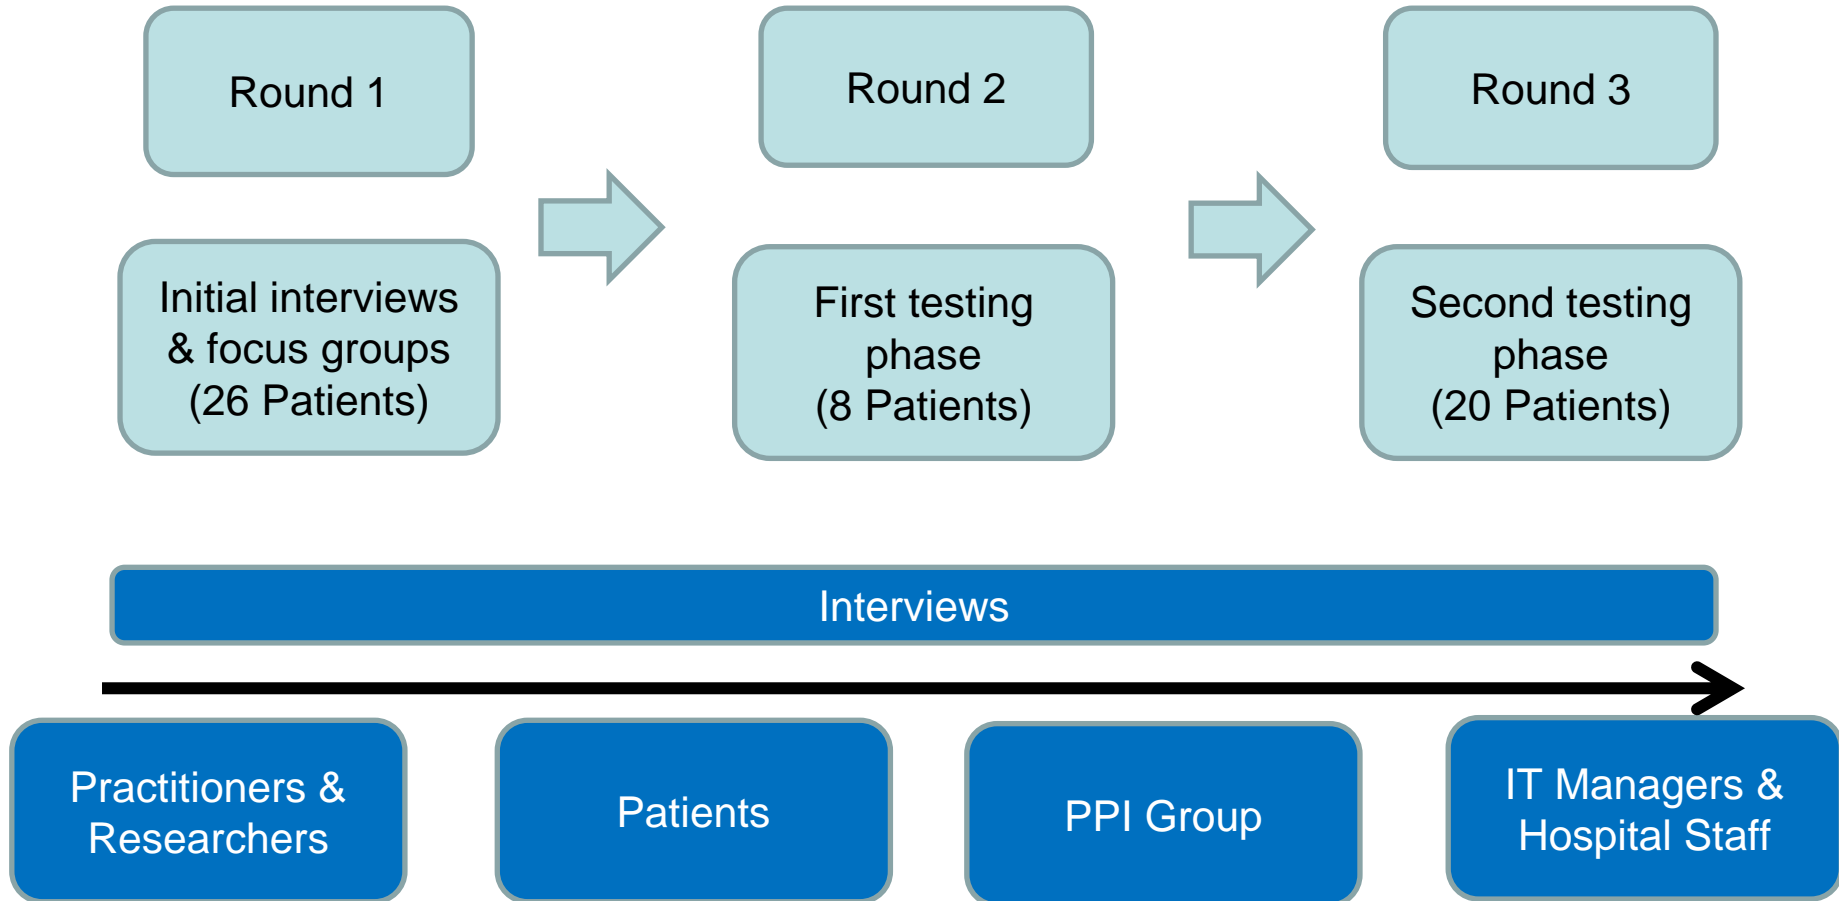 Round 1
Round 2
Round 3
Initial interviews
& focus groups
(26 Patients)
First testing
phase
(8 Patients)
Second testing
phase
(20 Patients)
Interviews
Practitioners &
Researchers
Patients
PPI Group
IT Managers &
Hospital Staff